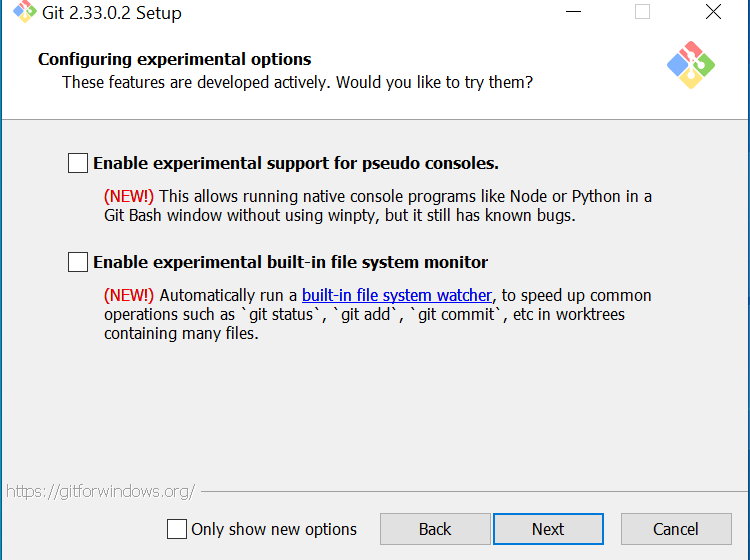 Git 2.33.0.2 Setup
Configuring experimental options
These features are developed actively. Would you like to try them?
Enable experimental support for pseudo consoles.
(NEW!) This allows running native console programs like Node or Python in a
Git Bash window without using winpty, but it still has known bugs.
Enable experimental built-in file system monitor
(NEW!) Automatically run a built-in file system watcher, to speed up common
operations such as `git status`, `git add`, `git commit`, etc in worktrees
containing many files.
https://gitforwindows.org/
Only show new options
Back
Next
Cancel